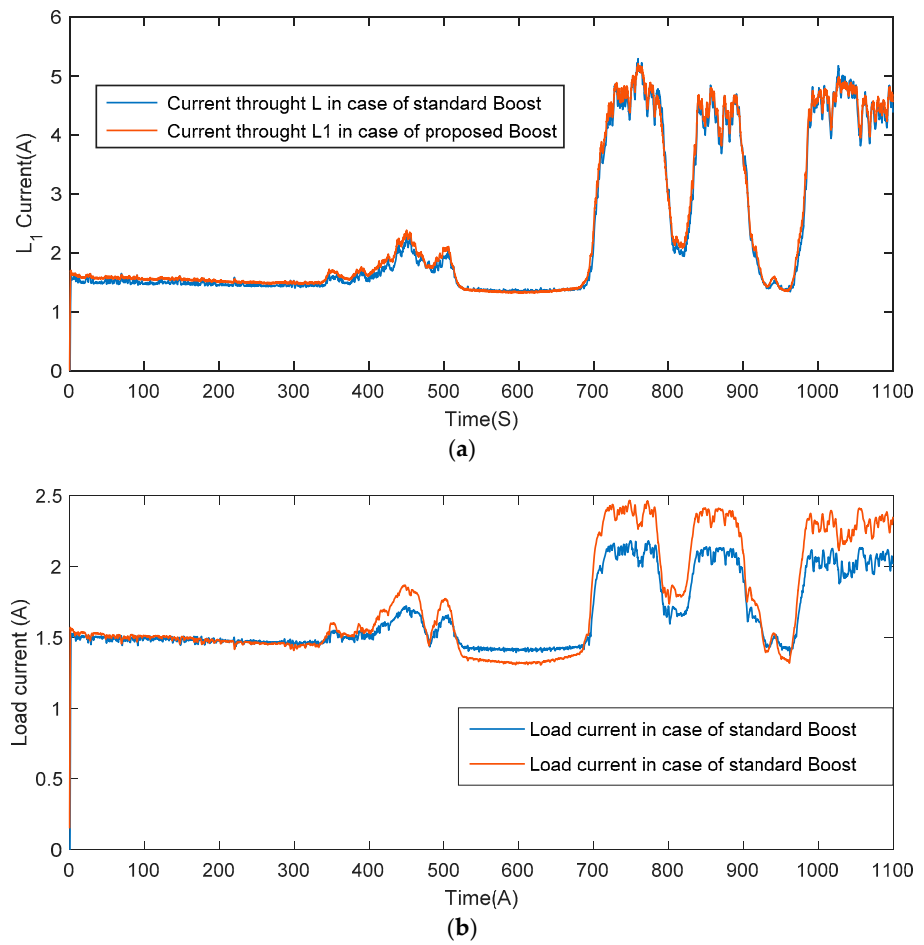 6
5
4
3
2
1
0
L1 Current(A)
Current throught L in case of standard Boost
Current throught L1 in case of proposed Boost
0 100 200 300 400 500 600 700 800 900 1000 1100
Time(S)
(a)
2.5
2
1.5
1
0.5
0
Load current (A)
Load current in case of standard Boost
Load current in case of standard Boost
0 100 200 300 400 500 600 700 800 900 1000 1100
Time(A)
(b)